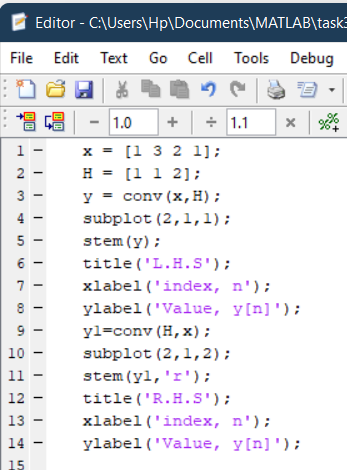 Editor - C:\Users\Hp\Documents\MATLAB\task3
File Edit Text Go Cell Tools Debug
− 1.0 + ÷ 1.1 ×
1 − x = [1 3 2 1];
2 − H = [1 1 2];
3 − y = conv(x,H);
4 − subplot(2,1,1);
5 − stem(y);
6 − title('L.H.S');
7 − xlabel('index, n');
8 − ylabel('Value, y[n]');
9 − y1=conv(H,x);
10 − subplot(2,1,2);
11 − stem(y1,'r');
12 − title('R.H.S');
13 − xlabel('index, n');
14 − ylabel('Value, y[n]');
15